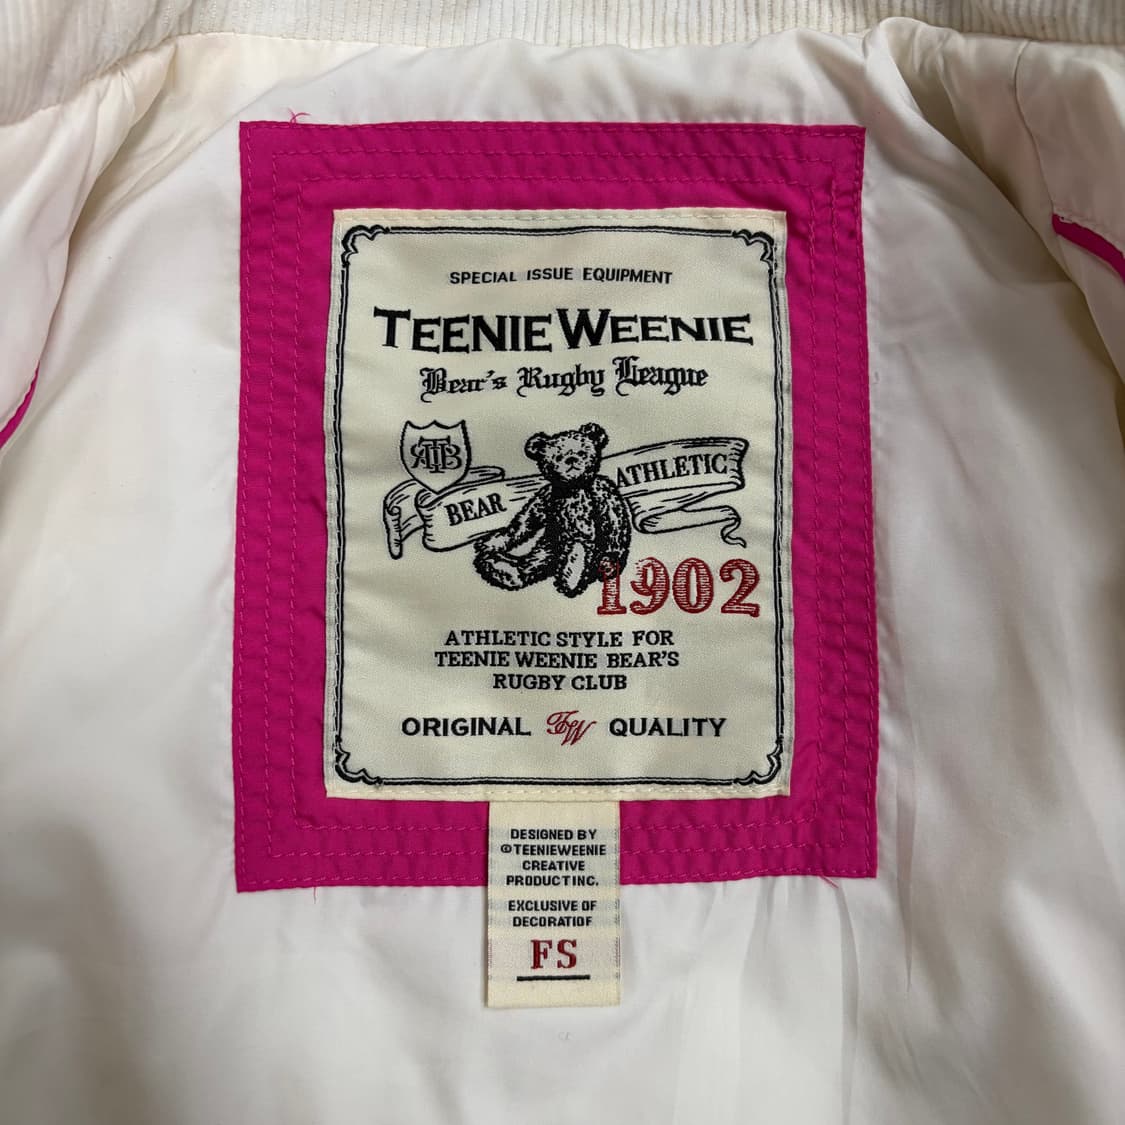 SPECIAL ISSUE EQUIPMENT
TEENIE WEENIE
Bear's Rugby League
BEAR ATHLETIC
1902
ATHLETIC STYLE FOR
TEENIE WEENIE BEAR'S
RUGBY CLUB
ORIGINAL TW QUALITY
DESIGNED BY
©TEENIEWEENIE
CREATIVE
PRODUCT INC.
EXCLUSIVE OF
DECORATIOF
FS